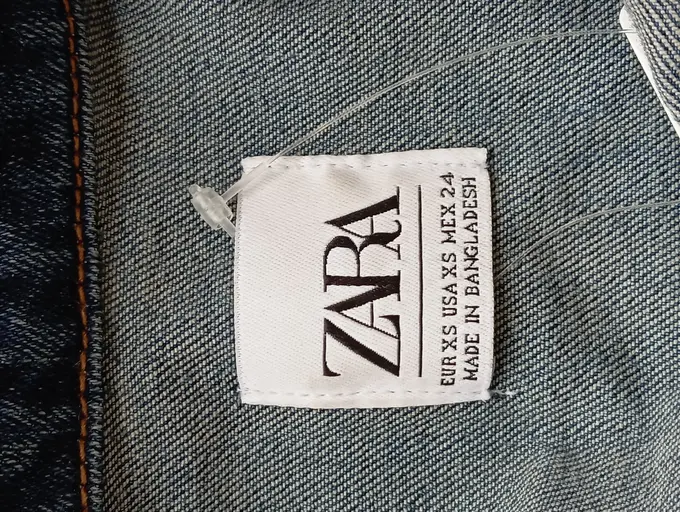 ZARA
EUR XS USA XS MEX 24
MADE IN BANGLADESH